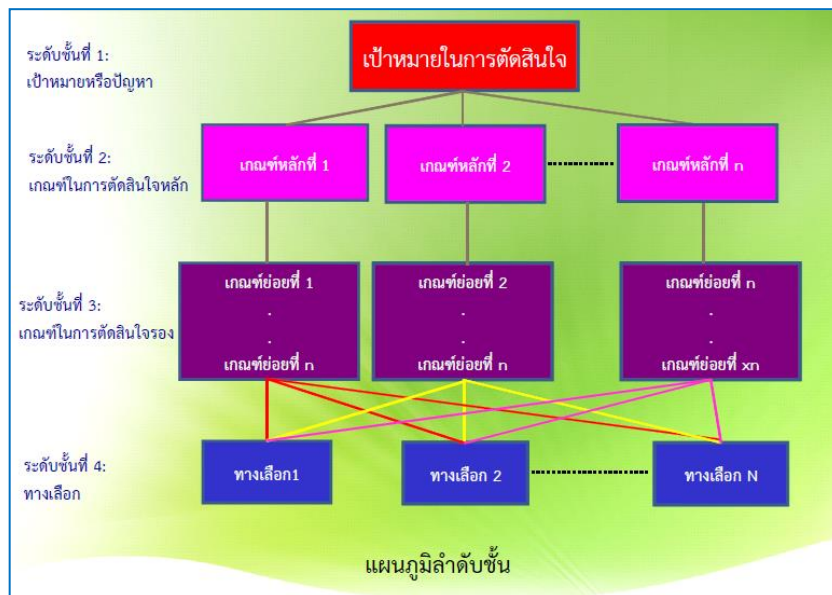 ระดับชั้นที่ 1:
เป้าหมายหรือปัญหา
เป้าหมายในการตัดสินใจ
ระดับชั้นที่ 2:
เกณฑ์ในการตัดสินใจหลัก
เกณฑ์หลักที่ 1
เกณฑ์หลักที่ 2
เกณฑ์หลักที่ n
ระดับชั้นที่ 3:
เกณฑ์ในการตัดสินใจรอง
เกณฑ์ย่อยที่ 1
.
.
เกณฑ์ย่อยที่ n
เกณฑ์ย่อยที่ 2
.
.
เกณฑ์ย่อยที่ n
เกณฑ์ย่อยที่ n
.
.
เกณฑ์ย่อยที่ xn
ระดับชั้นที่ 4:
ทางเลือก
ทางเลือก1
ทางเลือก 2
ทางเลือก N
แผนภูมิลำดับชั้น